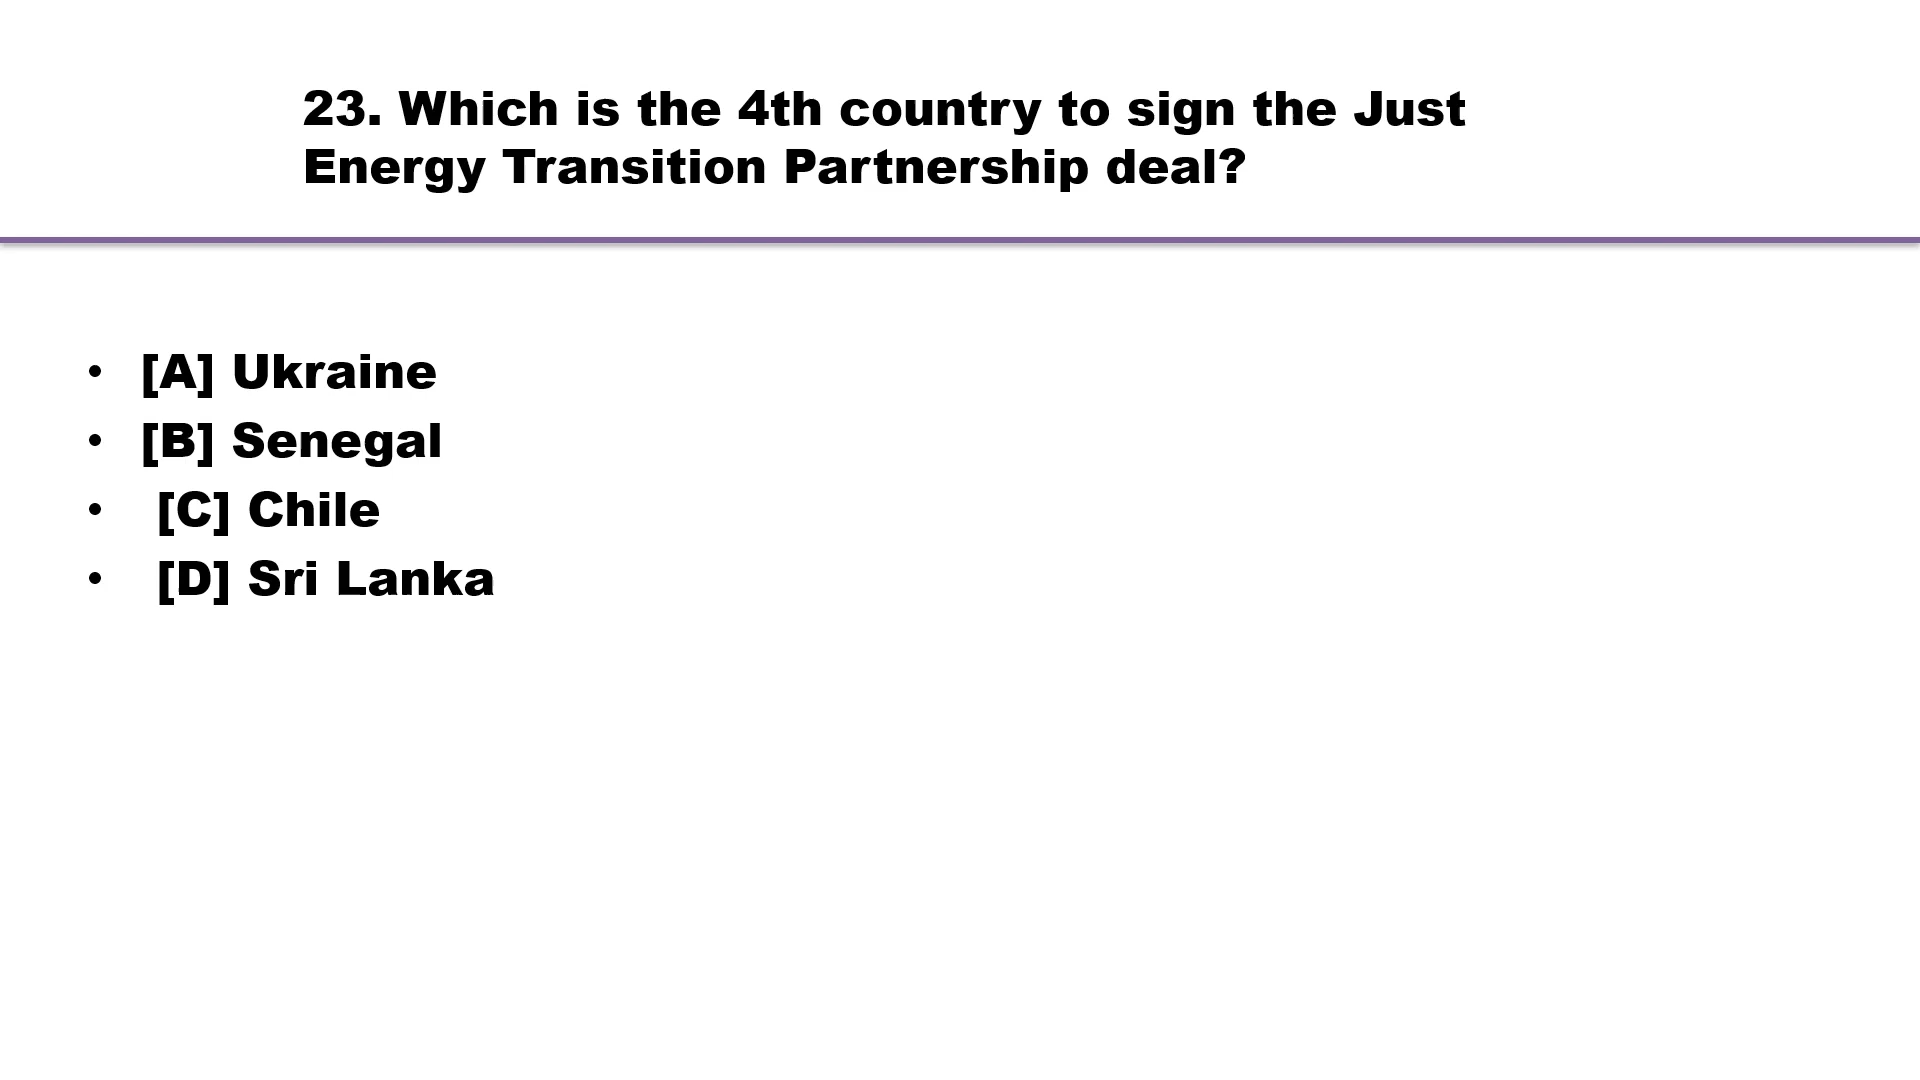 23. Which is the 4th country to sign the Just
Energy Transition Partnership deal?
• [A] Ukraine
• [B] Senegal
• [C] Chile
• [D] Sri Lanka